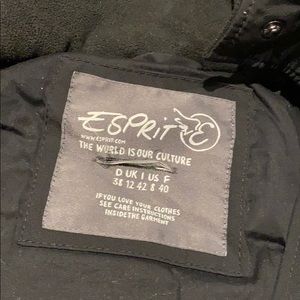 ESPRIT E
WWW.ESPRIT.COM
THE WORLD IS OUR CULTURE
D UK I US F
38 12 42 8 40
IF YOU LOVE YOUR CLOTHES
SEE CARE INSTRUCTIONS
INSIDE THE GARMENT